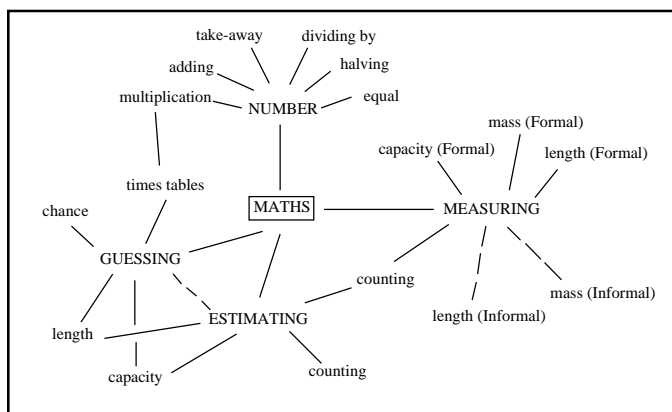 take-away
dividing by
adding
halving
multiplication
NUMBER
equal
mass (Formal)
capacity (Formal)
length (Formal)
times tables
chance
MATHS
MEASURING
GUESSING
counting
mass (Informal)
length (Informal)
ESTIMATING
length
capacity
counting